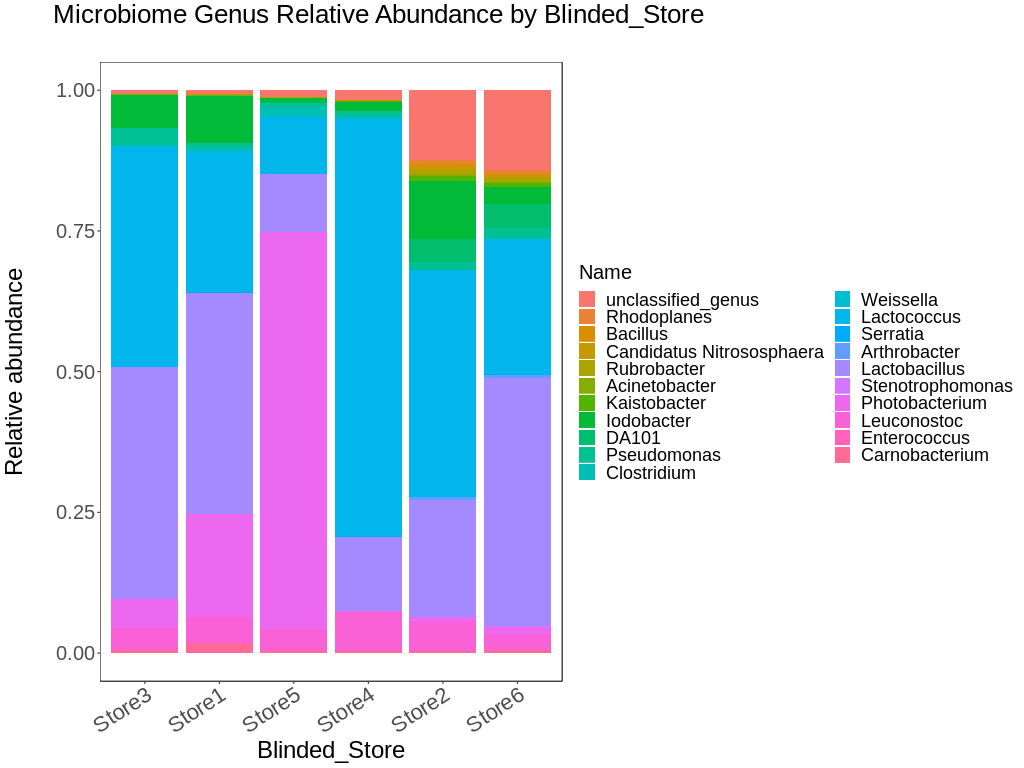 Microbiome Genus Relative Abundance by Blinded_Store
Relative abundance
1.00
0.75
0.50
0.25
0.00
Store3
Store1
Store5
Store4
Store2
Store6
Blinded_Store
Name
unclassified_genus
Rhodoplanes
Bacillus
Candidatus Nitrososphaera
Rubrobacter
Acinetobacter
Kaistobacter
Iodobacter
DA101
Pseudomonas
Clostridium
Weissella
Lactococcus
Serratia
Arthrobacter
Lactobacillus
Stenotrophomonas
Photobacterium
Leuconostoc
Enterococcus
Carnobacterium